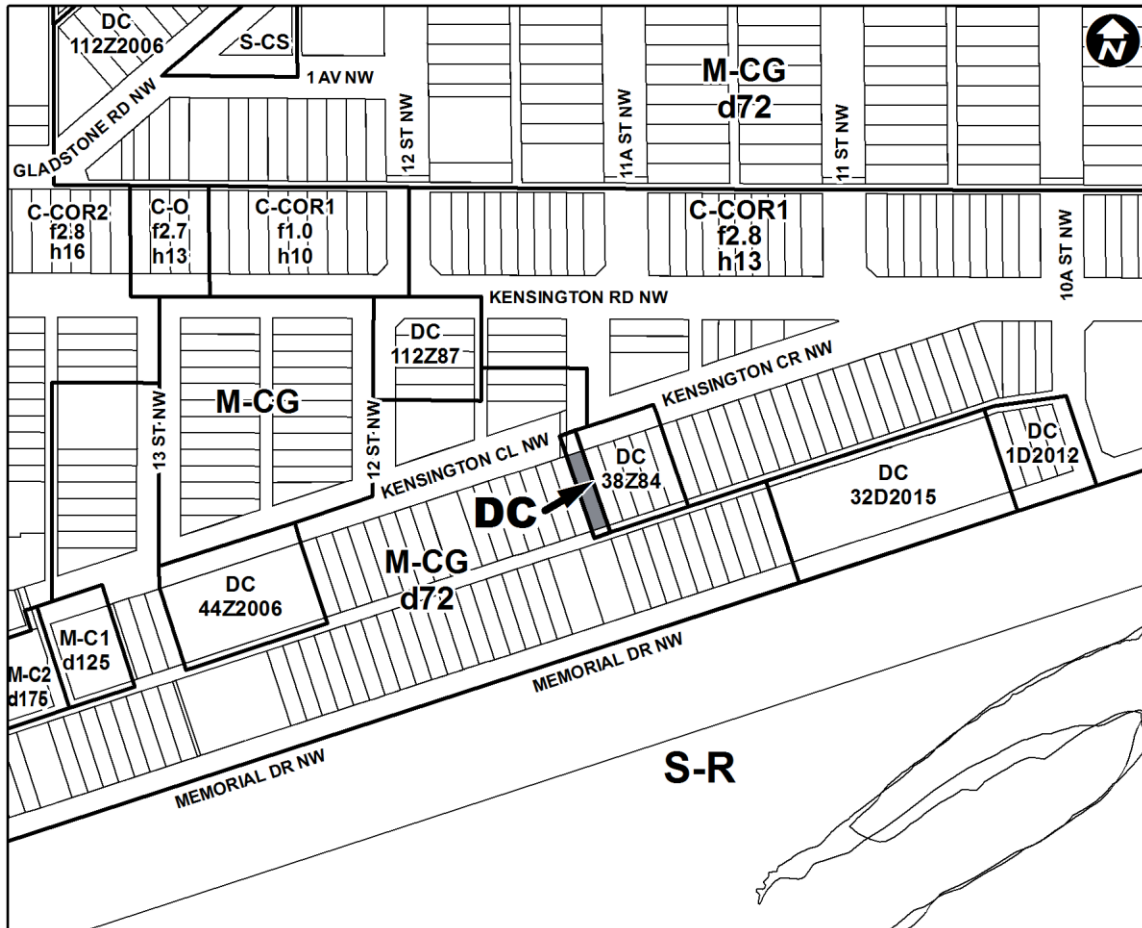 DC
112Z2006
S-CS
N
1 AV NW
M-CG
d72
GLADSTONE RD NW
12 ST NW
11A ST NW
11 ST NW
C-COR2
f2.8
h16
C-O
f2.7
h13
C-COR1
f1.0
h10
C-COR1
f2.8
h13
10A ST NW
KENSINGTON RD NW
DC
112Z87
M-CG
13 ST NW
12 ST NW
KENSINGTON CR NW
KENSINGTON CL NW
DC
38Z84
DC
DC
1D2012
DC
32D2015
M-CG
d72
DC
44Z2006
M-C1
d125
M-C2
d175
MEMORIAL DR NW
MEMORIAL DR NW
S-R